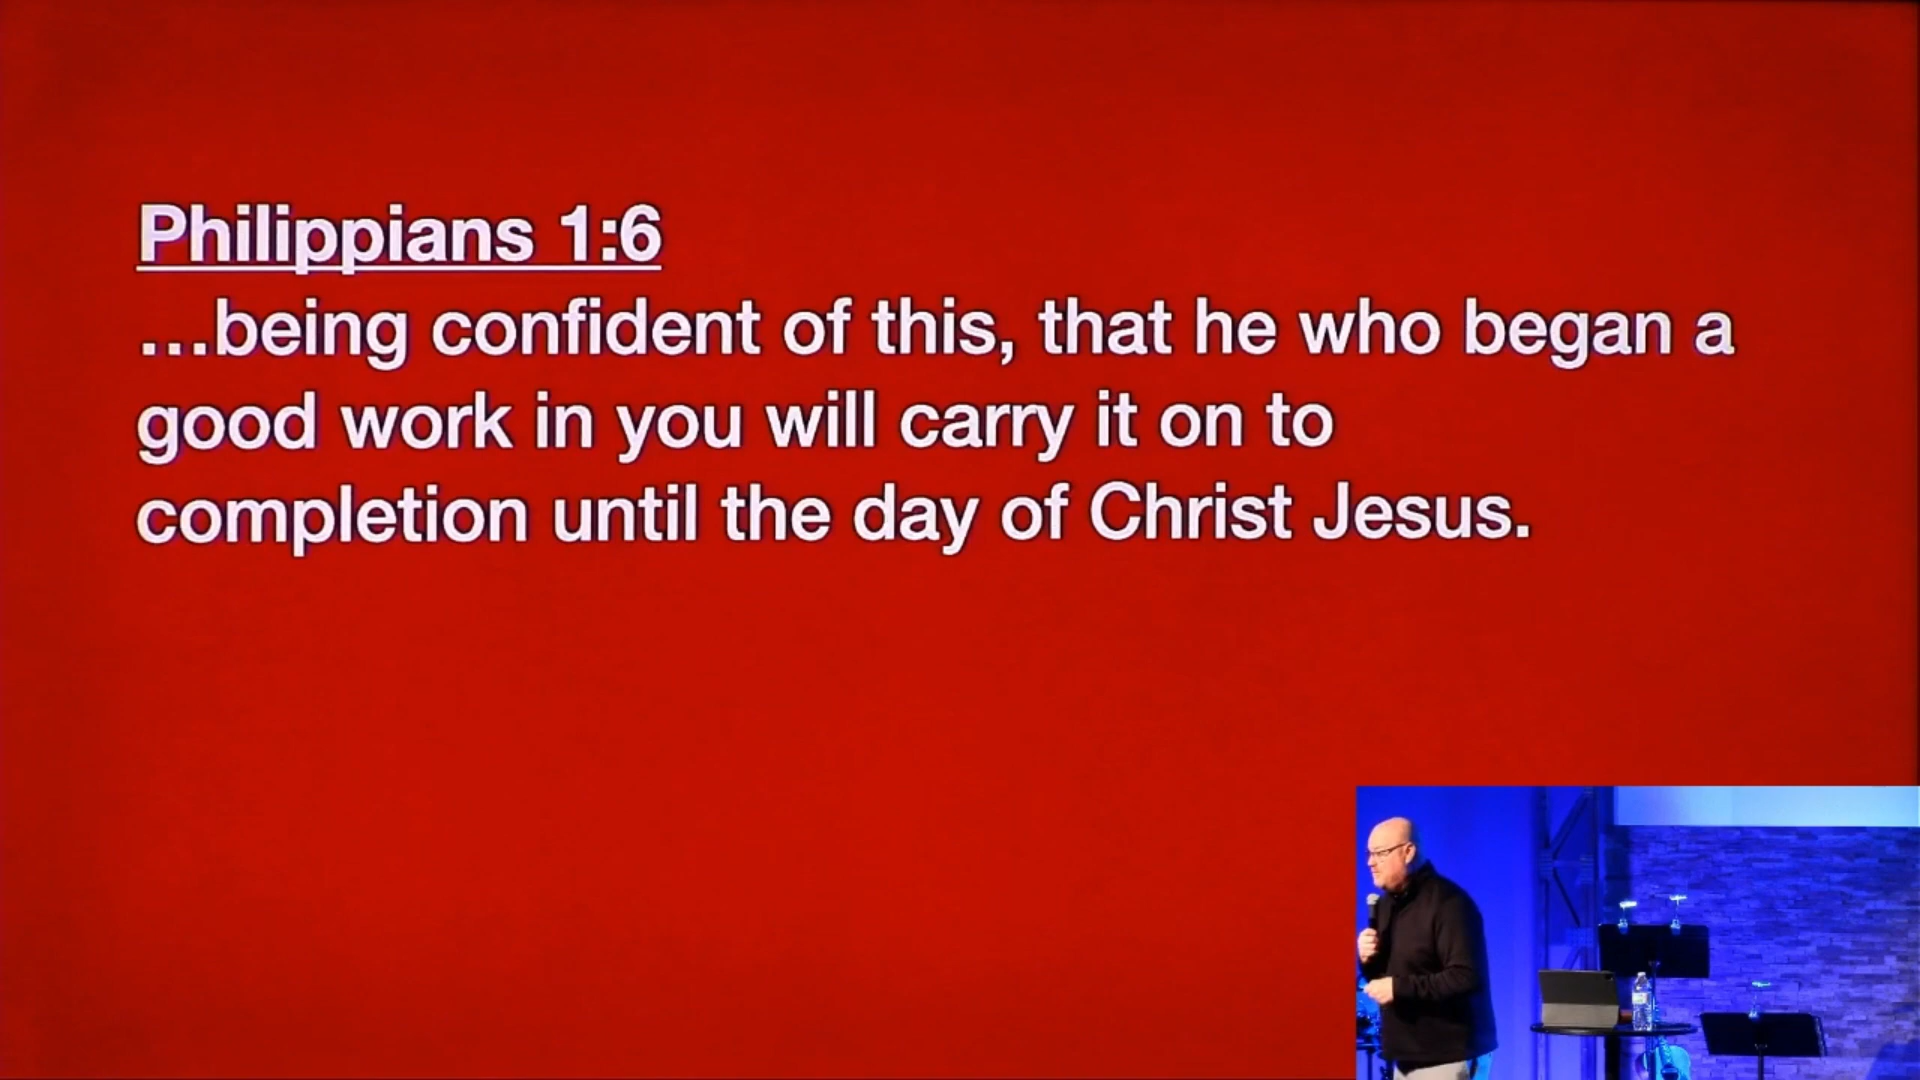 Philippians 1:6
…being confident of this, that he who began a
good work in you will carry it on to
completion until the day of Christ Jesus.